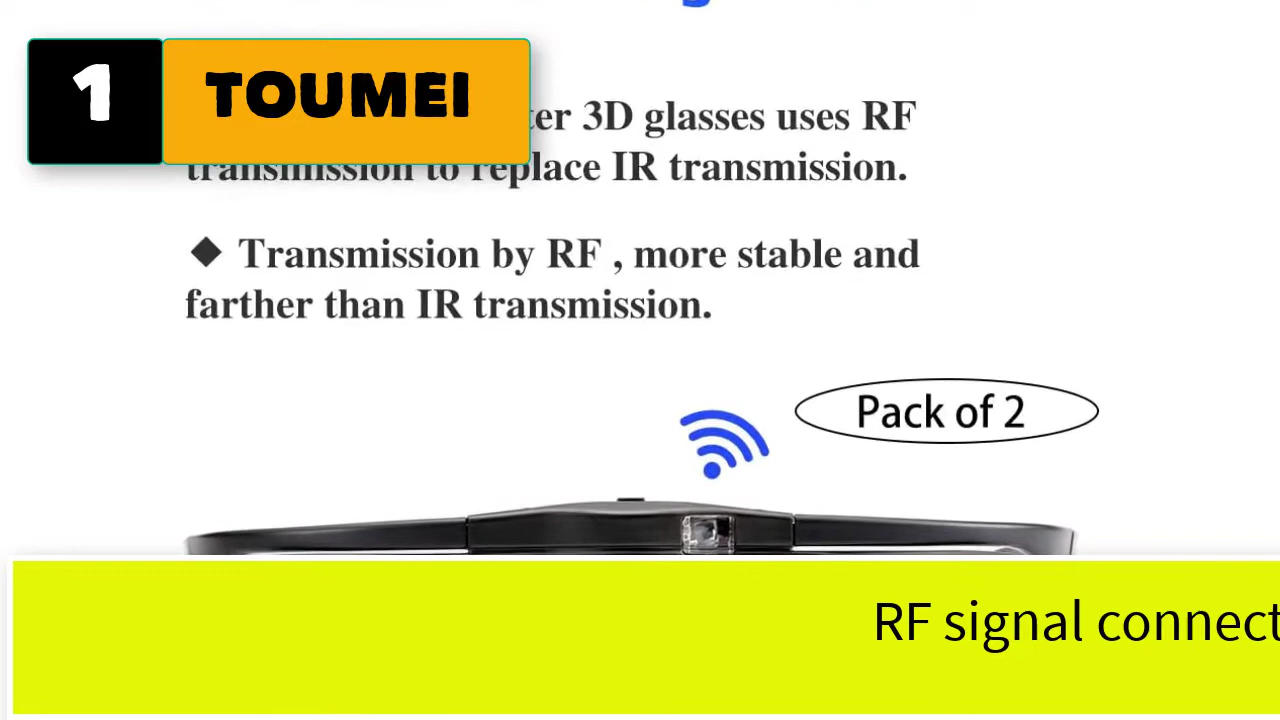 1 TOUMEI
3D glasses uses RF
transmission to replace IR transmission.
◆ Transmission by RF , more stable and
farther than IR transmission.
Pack of 2
RF signal connect